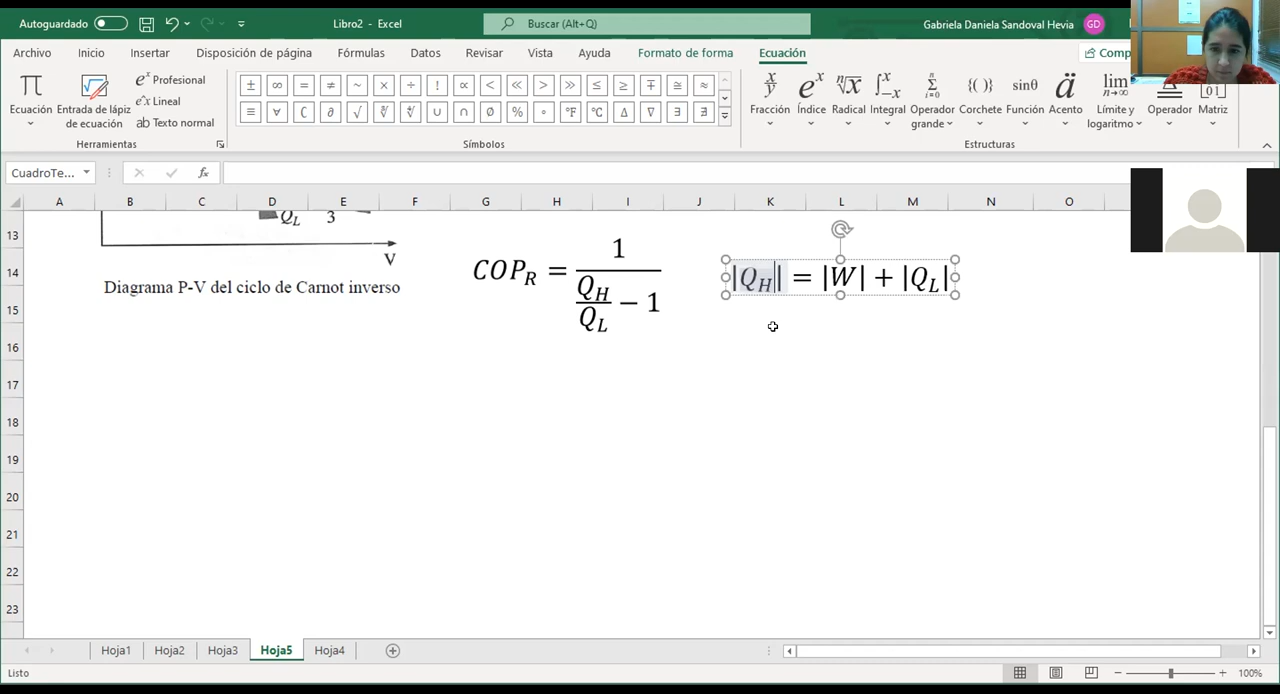 Autoguardado
Libro2 - Excel
Buscar (Alt+Q)
Gabriela Daniela Sandoval Hevia
GD
Archivo Inicio Insertar Disposición de página Fórmulas Datos Revisar Vista Ayuda Formato de forma Ecuación
Comp
π Ecuación
Entrada de lápiz de ecuación
Profesional
Lineal
ab Texto normal
± ∞ = ≠ ~ × ÷ ! ∝ < ≪ > ≫ ≤ ≥ ∓ ≅ ≈
≡ ∀ ∁ ∂ √ ∛ ∜ ∪ ∩ ∅ % ° °F °C ∆ ∇ ∃ ∄
Fracción Índice Radical Integral Operador grande Corchete Función Acento Límite y logaritmo Operador Matriz
Herramientas Símbolos Estructuras
CuadroTe...
fx
A B C D E F G H I J K L M N O
13
14
15
16
17
18
19
20
21
22
23
Q_L 3
V
Diagrama P-V del ciclo de Carnot inverso
COP_R = 1 / (Q_H/Q_L − 1)
|Q_H| = |W| + |Q_L|
Hoja1 Hoja2 Hoja3 Hoja5 Hoja4
Listo
100%